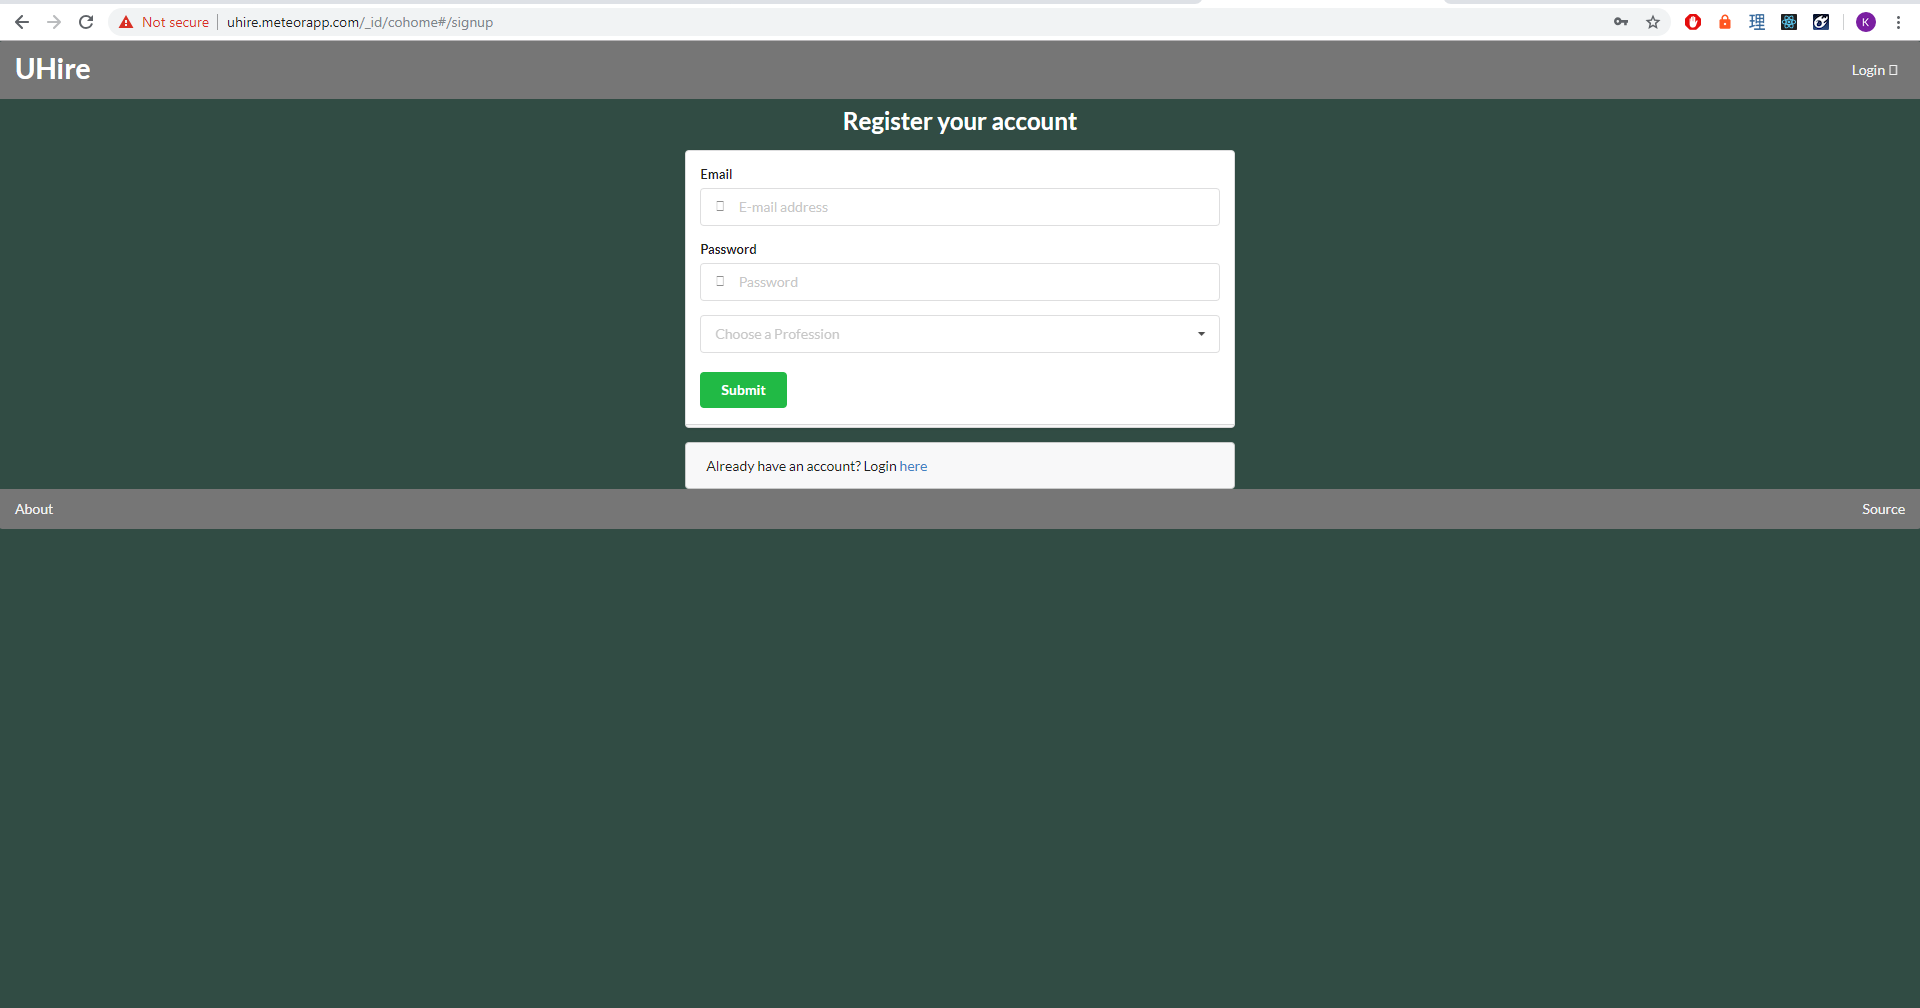 Not secure | uhire.meteorapp.com/_id/cohome#/signup
理
K
UHire
Login
Register your account
Email
E-mail address
Password
Password
Choose a Profession
Submit
Already have an account? Login here
About
Source